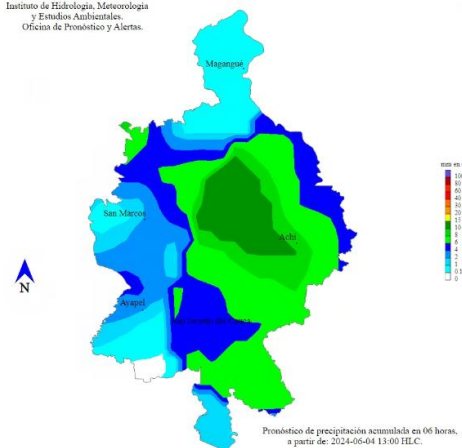 Instituto de Hidrología, Meteorología
y Estudios Ambientales.
Oficina de Pronóstico y Alertas.
Magangué
mm en
100
80
60
40
30
20
15
10
8
6
4
2
1
0.1
0
San Marcos
Achí
N
Ayapel
Pronóstico de precipitación acumulada en 06 horas,
a partir de: 2024-06-04 13:00 HLC.